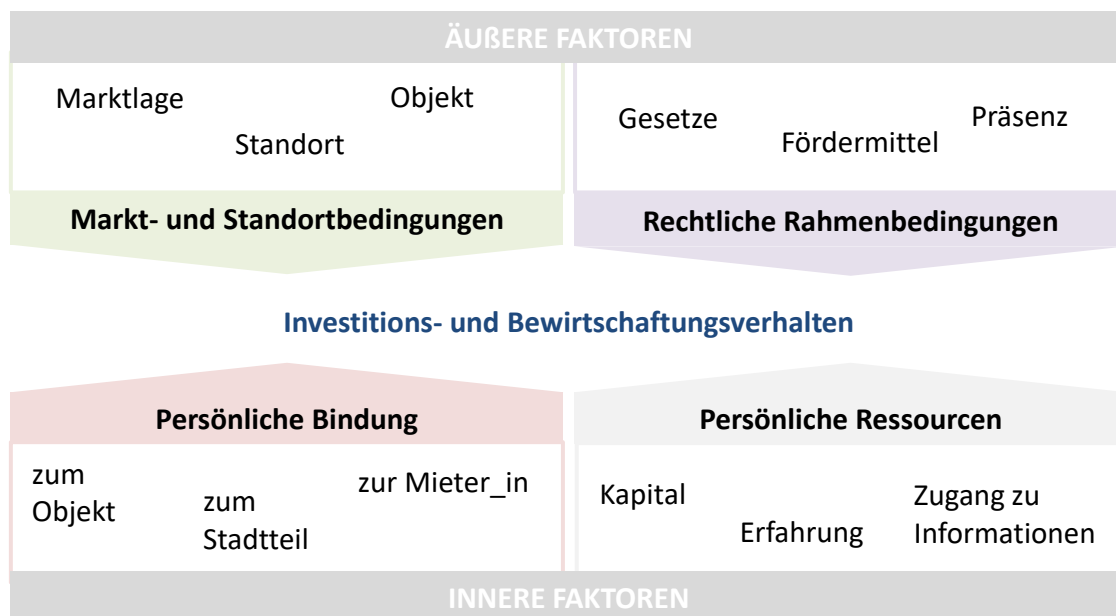 ÄUßERE FAKTOREN
Marktlage
Objekt
Standort
Markt- und Standortbedingungen
Gesetze
Präsenz
Fördermittel
Rechtliche Rahmenbedingungen
Investitions- und Bewirtschaftungsverhalten
Persönliche Bindung
zum
Objekt
zum
Stadtteil
zur Mieter_in
Persönliche Ressourcen
Kapital
Erfahrung
Zugang zu
Informationen
INNERE FAKTOREN